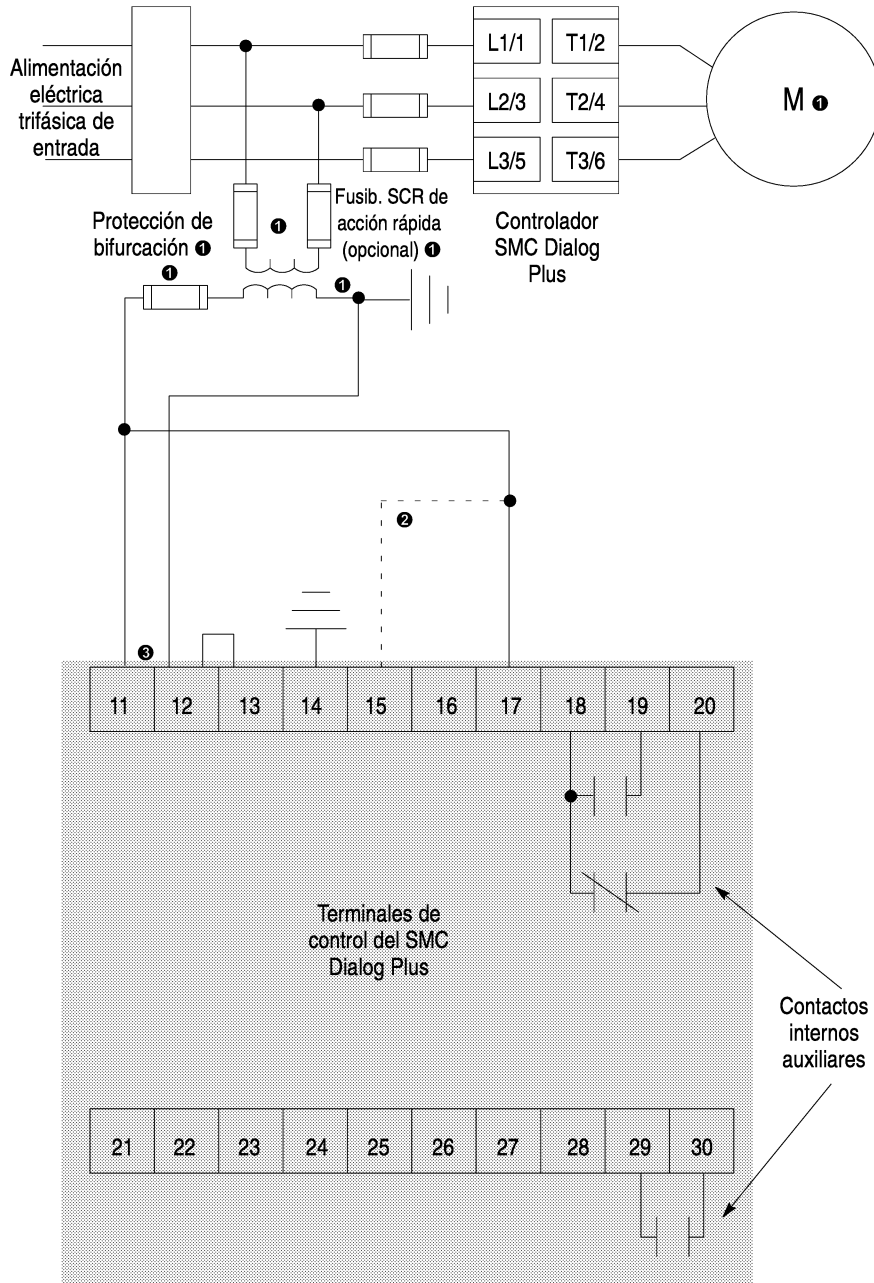 L1/1 T1/2
Alimentación
eléctrica
trifásica de
entrada
L2/3 T2/4
M ❶
L3/5 T3/6
Protección de
bifurcación ❶
❶
❶
Fusib. SCR de
acción rápida
(opcional) ❶
Controlador
SMC Dialog
Plus
❶
❷
❸
11 12 13 14 15 16 17 18 19 20
Terminales de
control del SMC
Dialog Plus
Contactos
internos
auxiliares
21 22 23 24 25 26 27 28 29 30